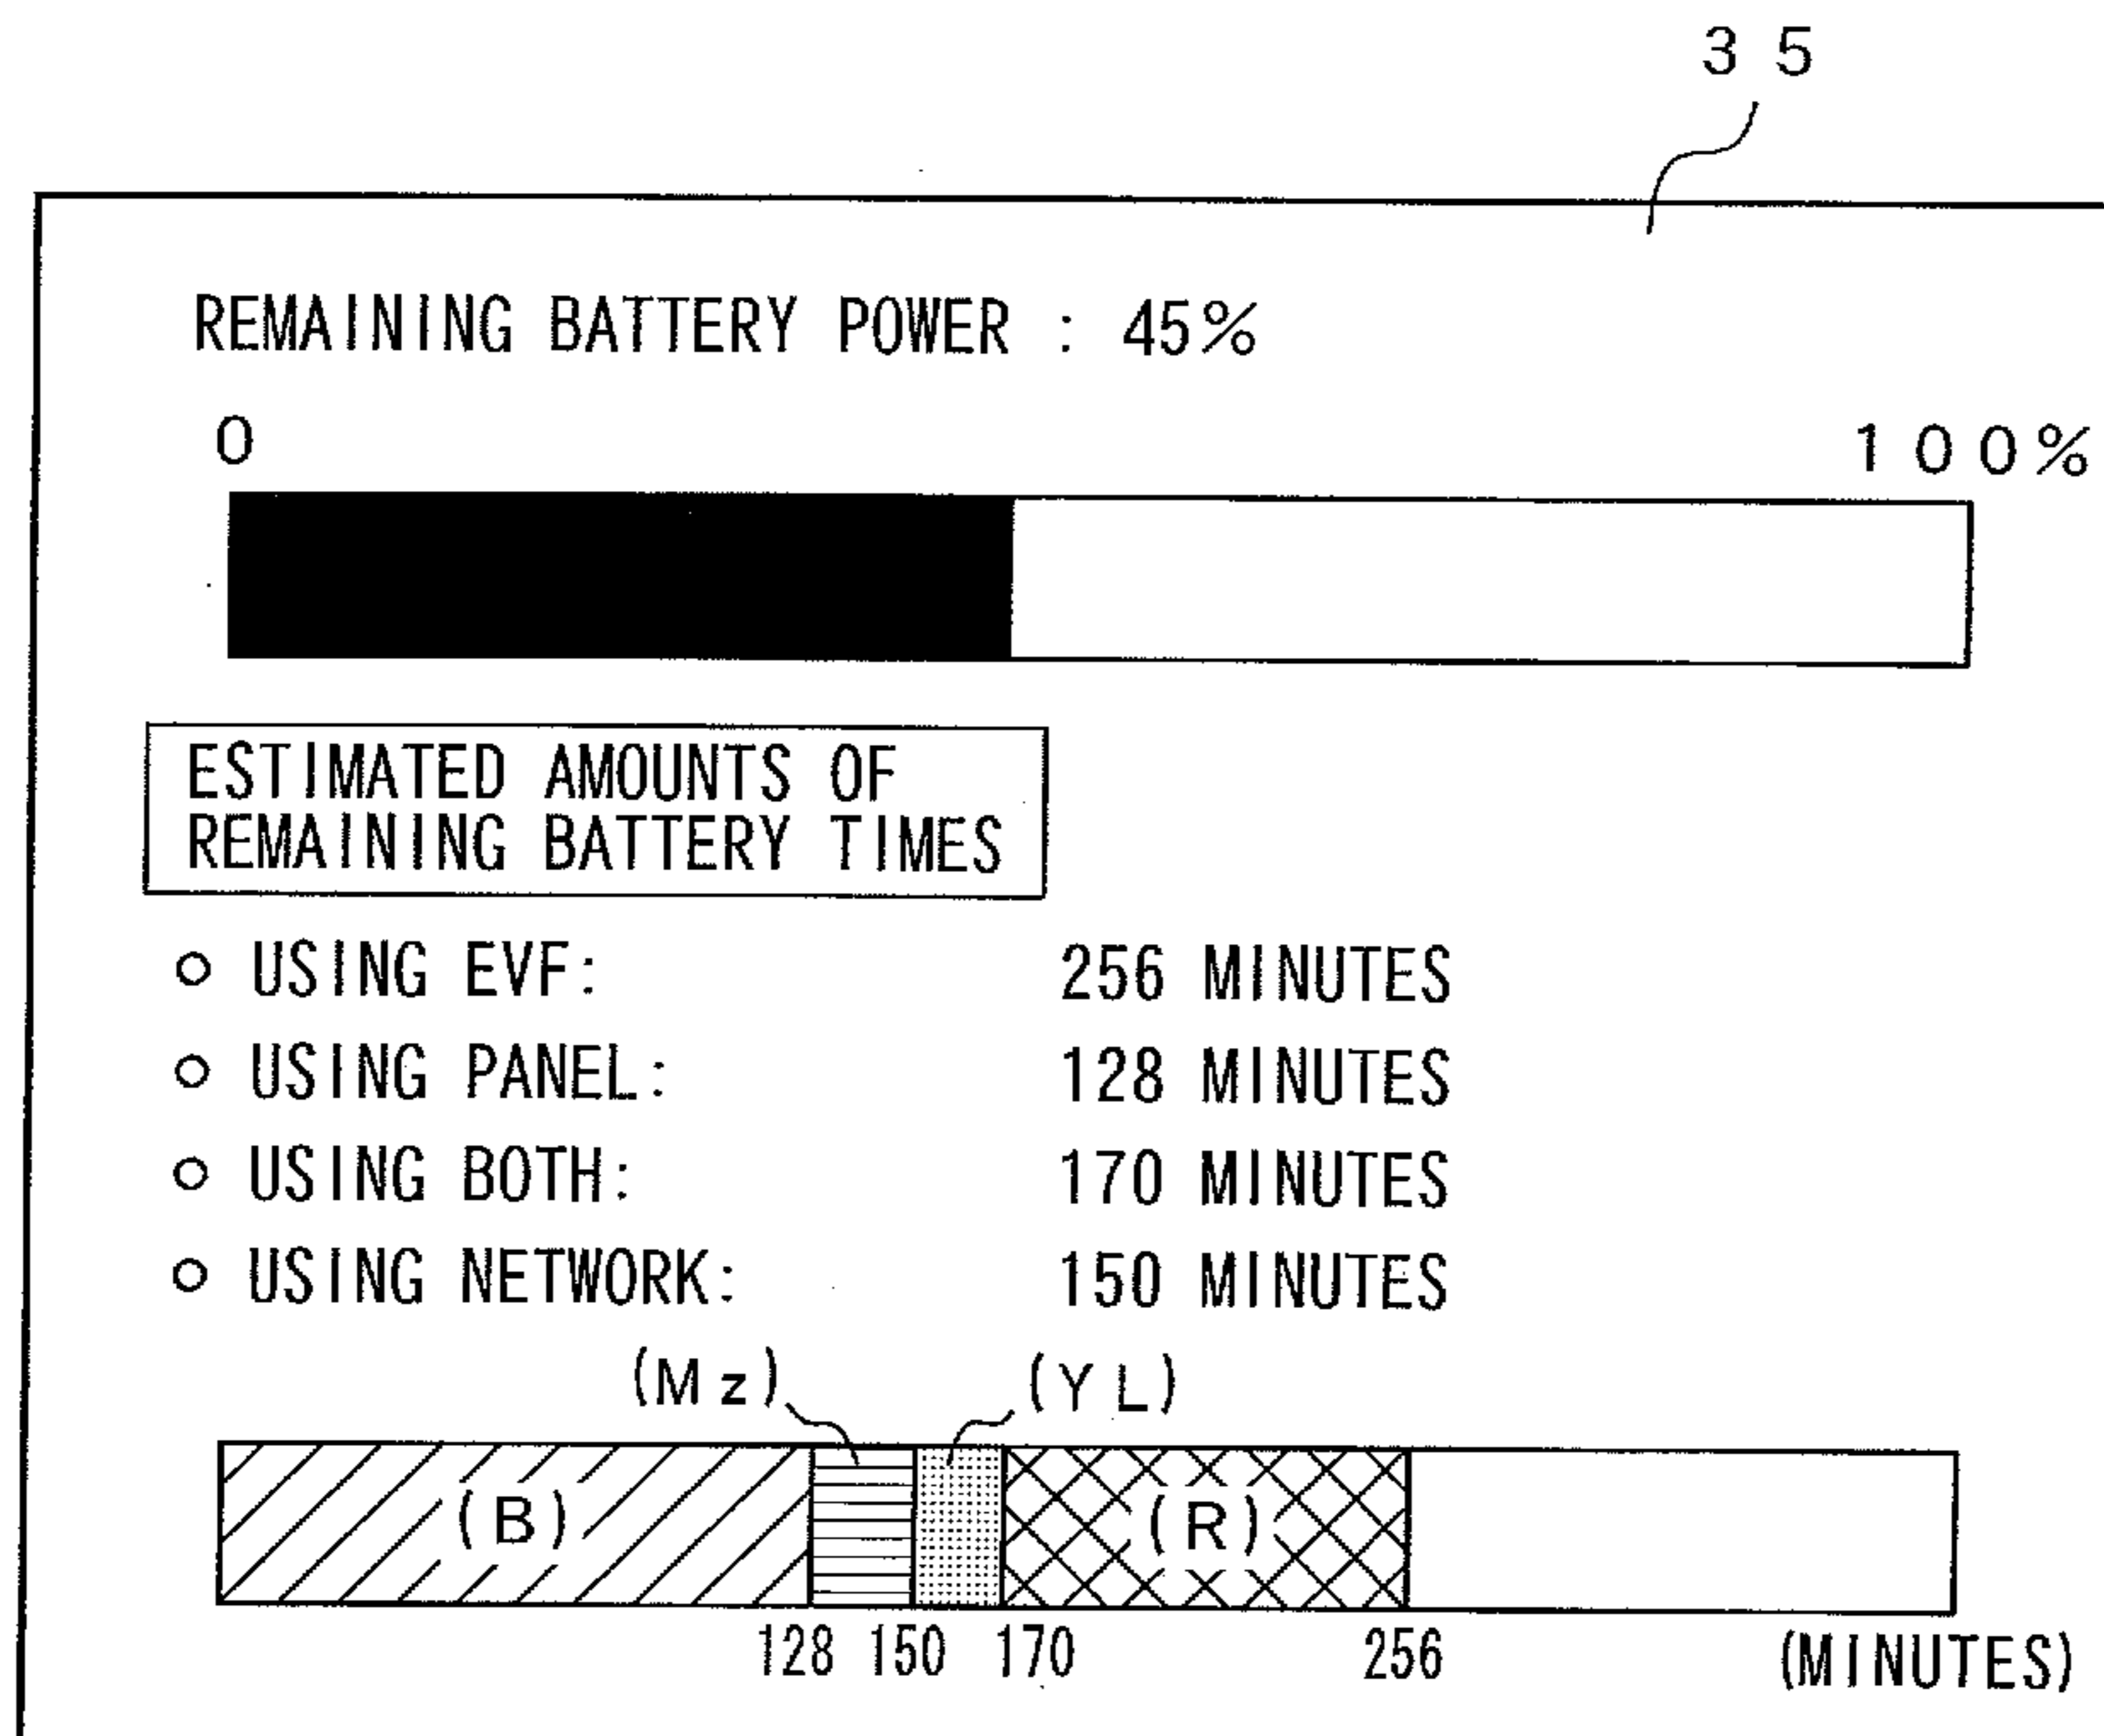 35
REMAINING BATTERY POWER : 45%
0 100%
ESTIMATED AMOUNTS OF
REMAINING BATTERY TIMES
○ USING EVF: 256 MINUTES
○ USING PANEL: 128 MINUTES
○ USING BOTH: 170 MINUTES
○ USING NETWORK: 150 MINUTES
(Mz) (YL)
(B) (R)
128 150 170 256 (MINUTES)